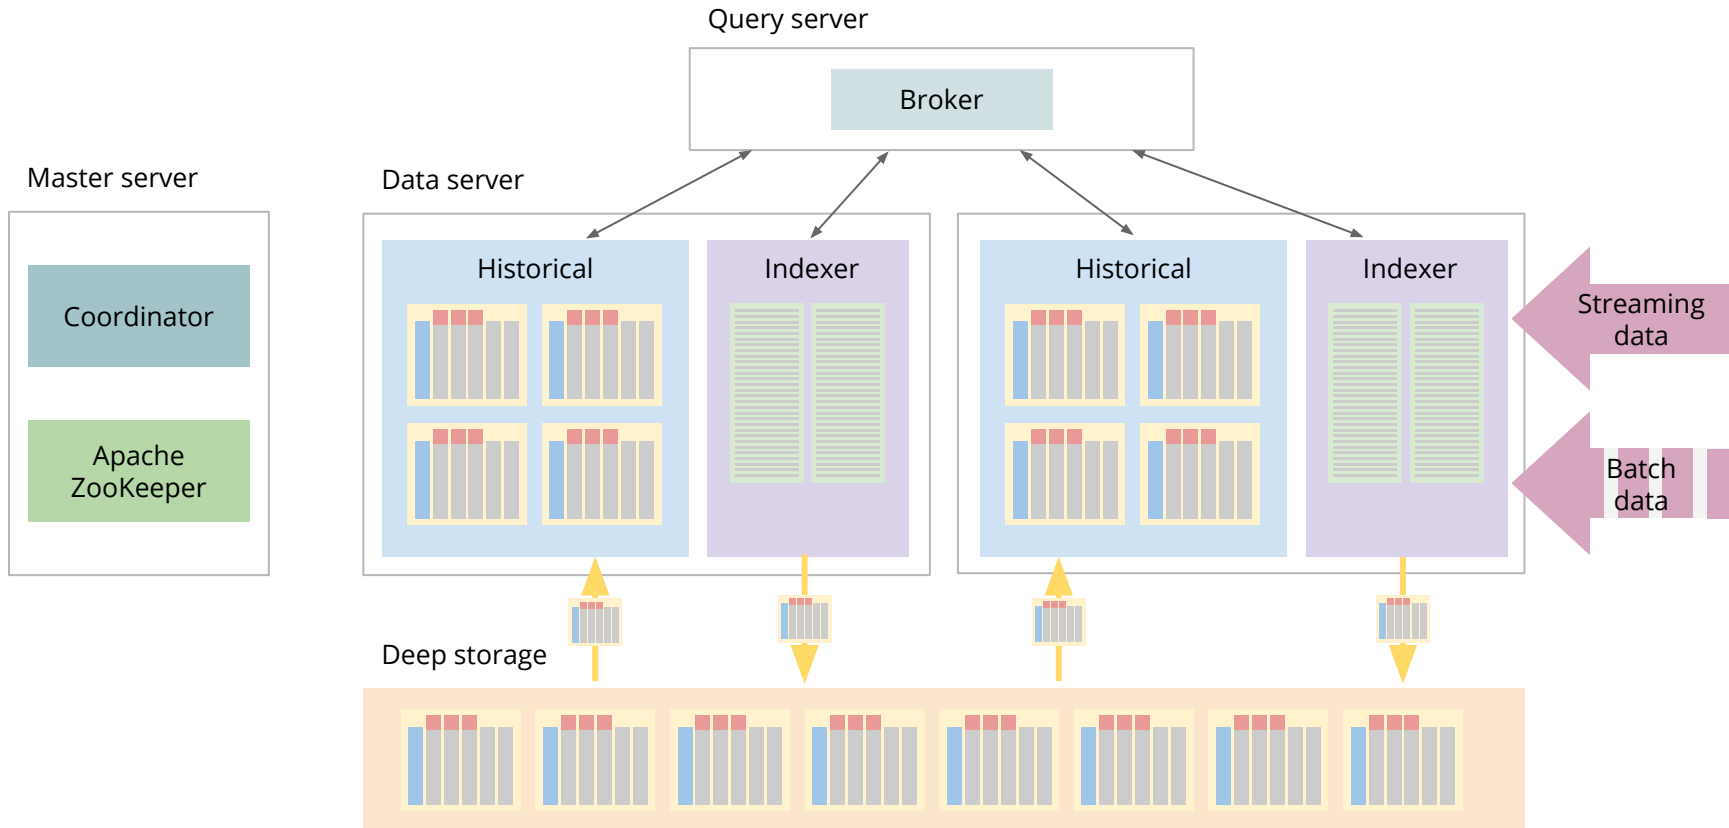 Query server
Broker
Master server
Data server
Coordinator
Apache
ZooKeeper
Historical
Indexer
Historical
Indexer
Streaming
data
Batch
data
Deep storage